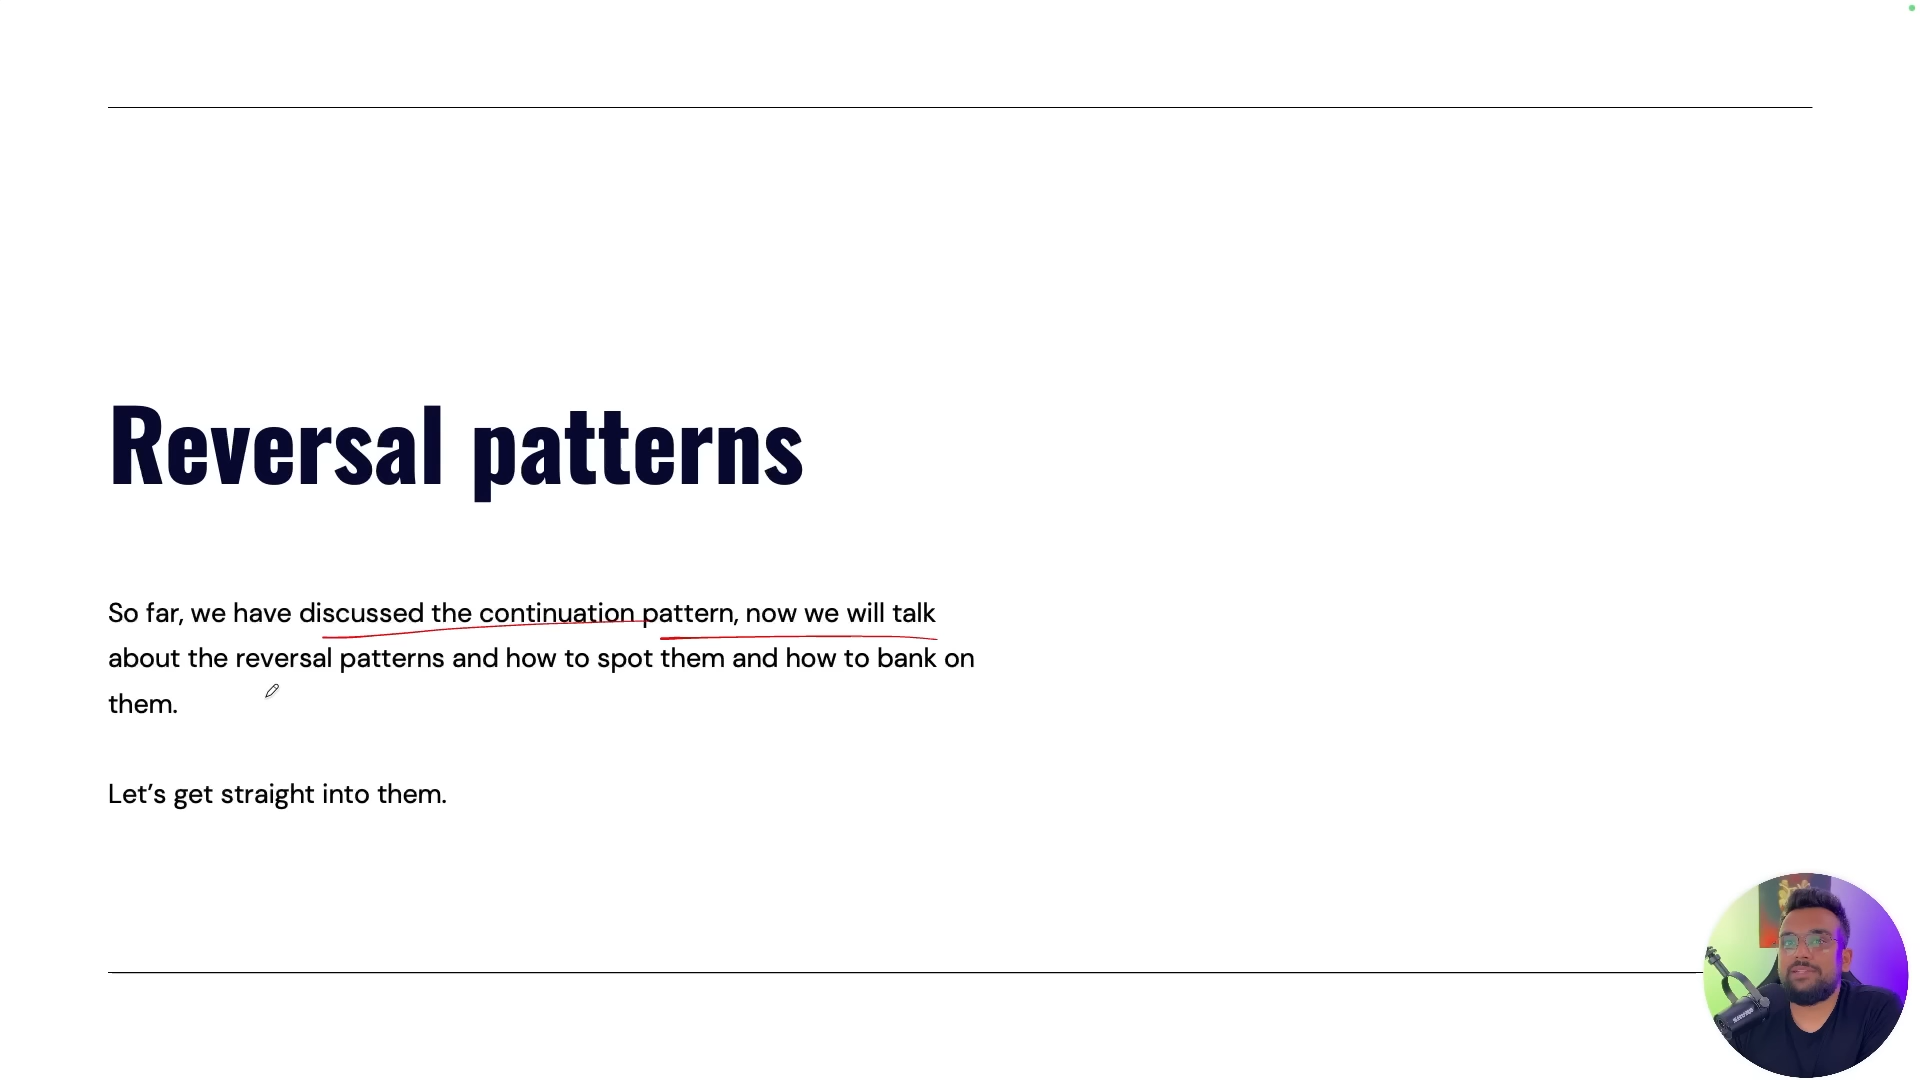 Reversal patterns
So far, we have discussed the continuation pattern, now we will talk
about the reversal patterns and how to spot them and how to bank on
them.
Let’s get straight into them.